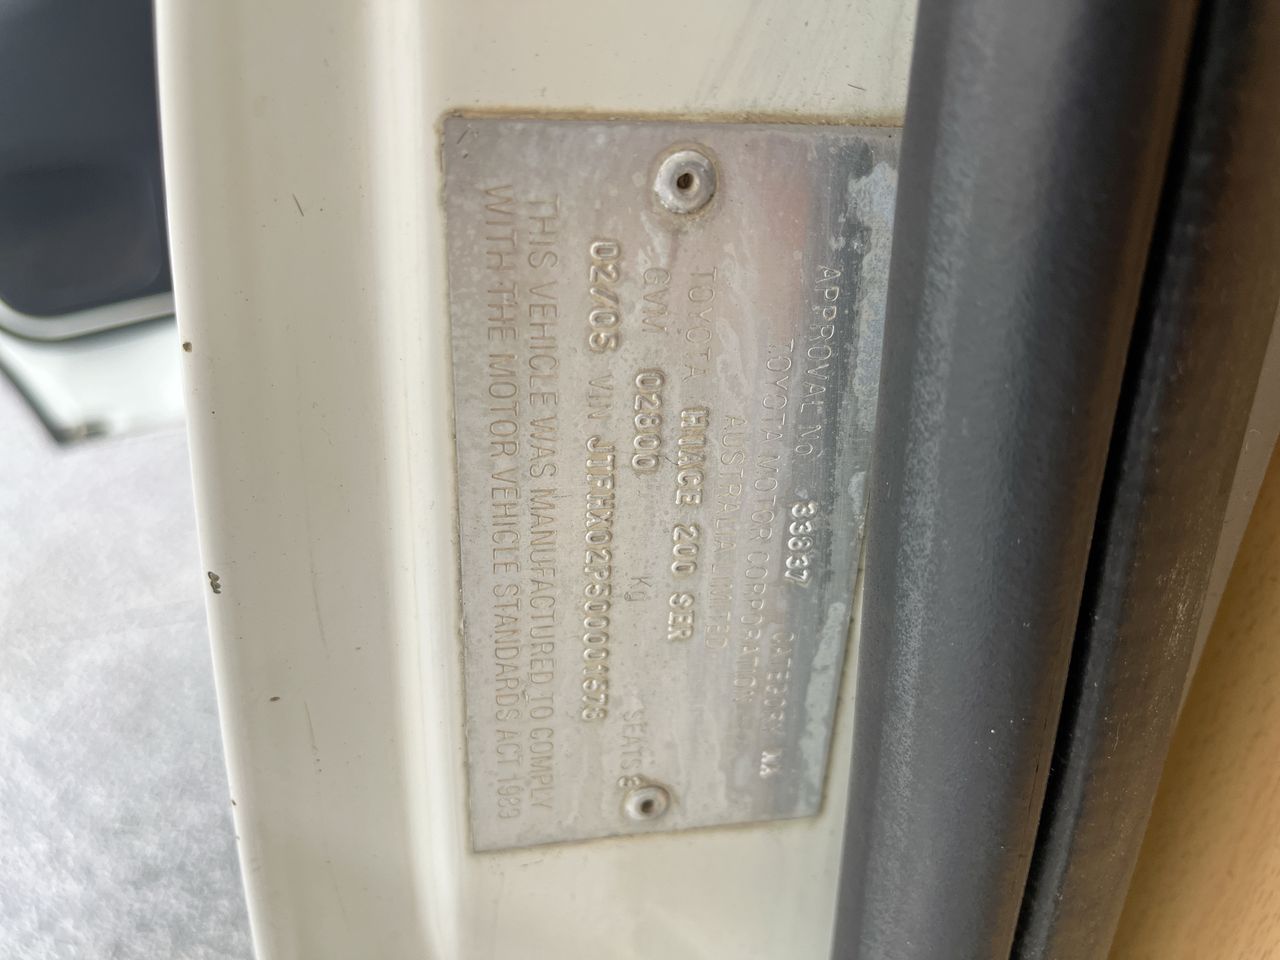 APPROVAL No 33837 CATEGORY NA
TOYOTA MOTOR CORPORATION
AUSTRALIA LIMITED
TOYOTA HIACE 200 SER
GVM 02800 Kg SEATS
02/05 VIN JTFHX02P500001578
THIS VEHICLE WAS MANUFACTURED TO COMPLY
WITH THE MOTOR VEHICLE STANDARDS ACT 1989